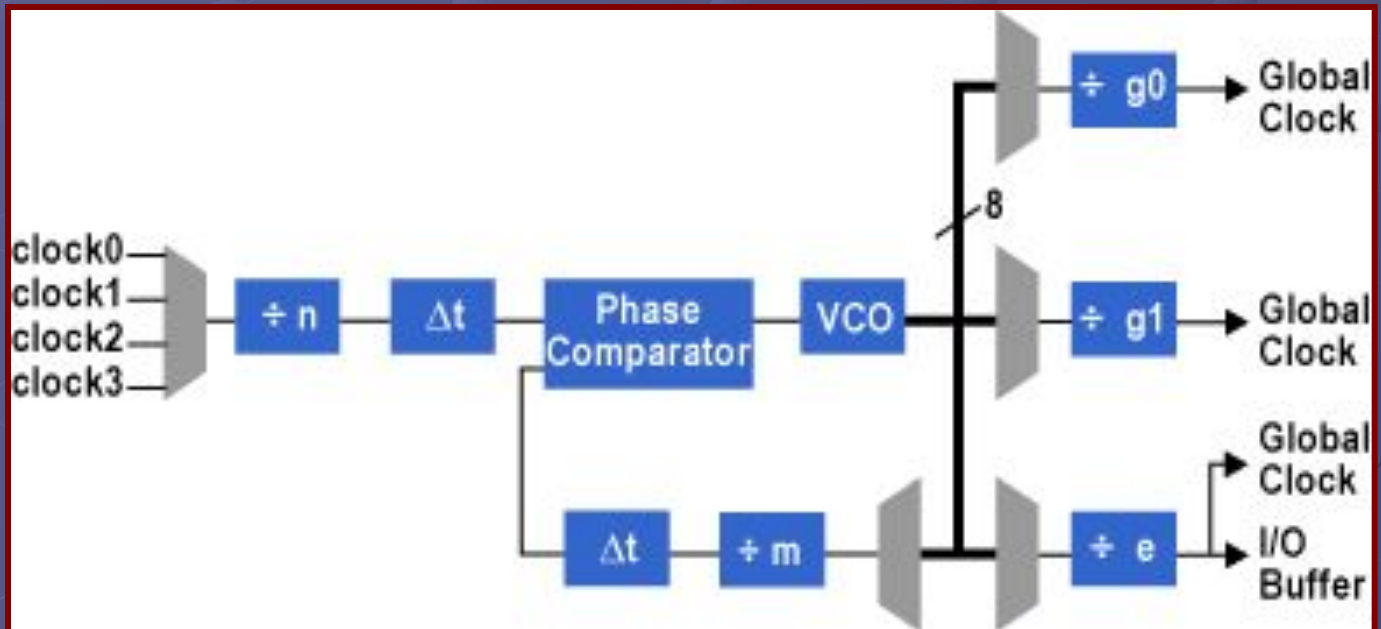 Global
Clock
÷ g0
8
clock0
clock1
clock2
clock3
÷ n
Δt
Phase
Comparator
VCO
÷ g1
Global
Clock
Global
Clock
Δt
÷ m
÷ e
I/O
Buffer